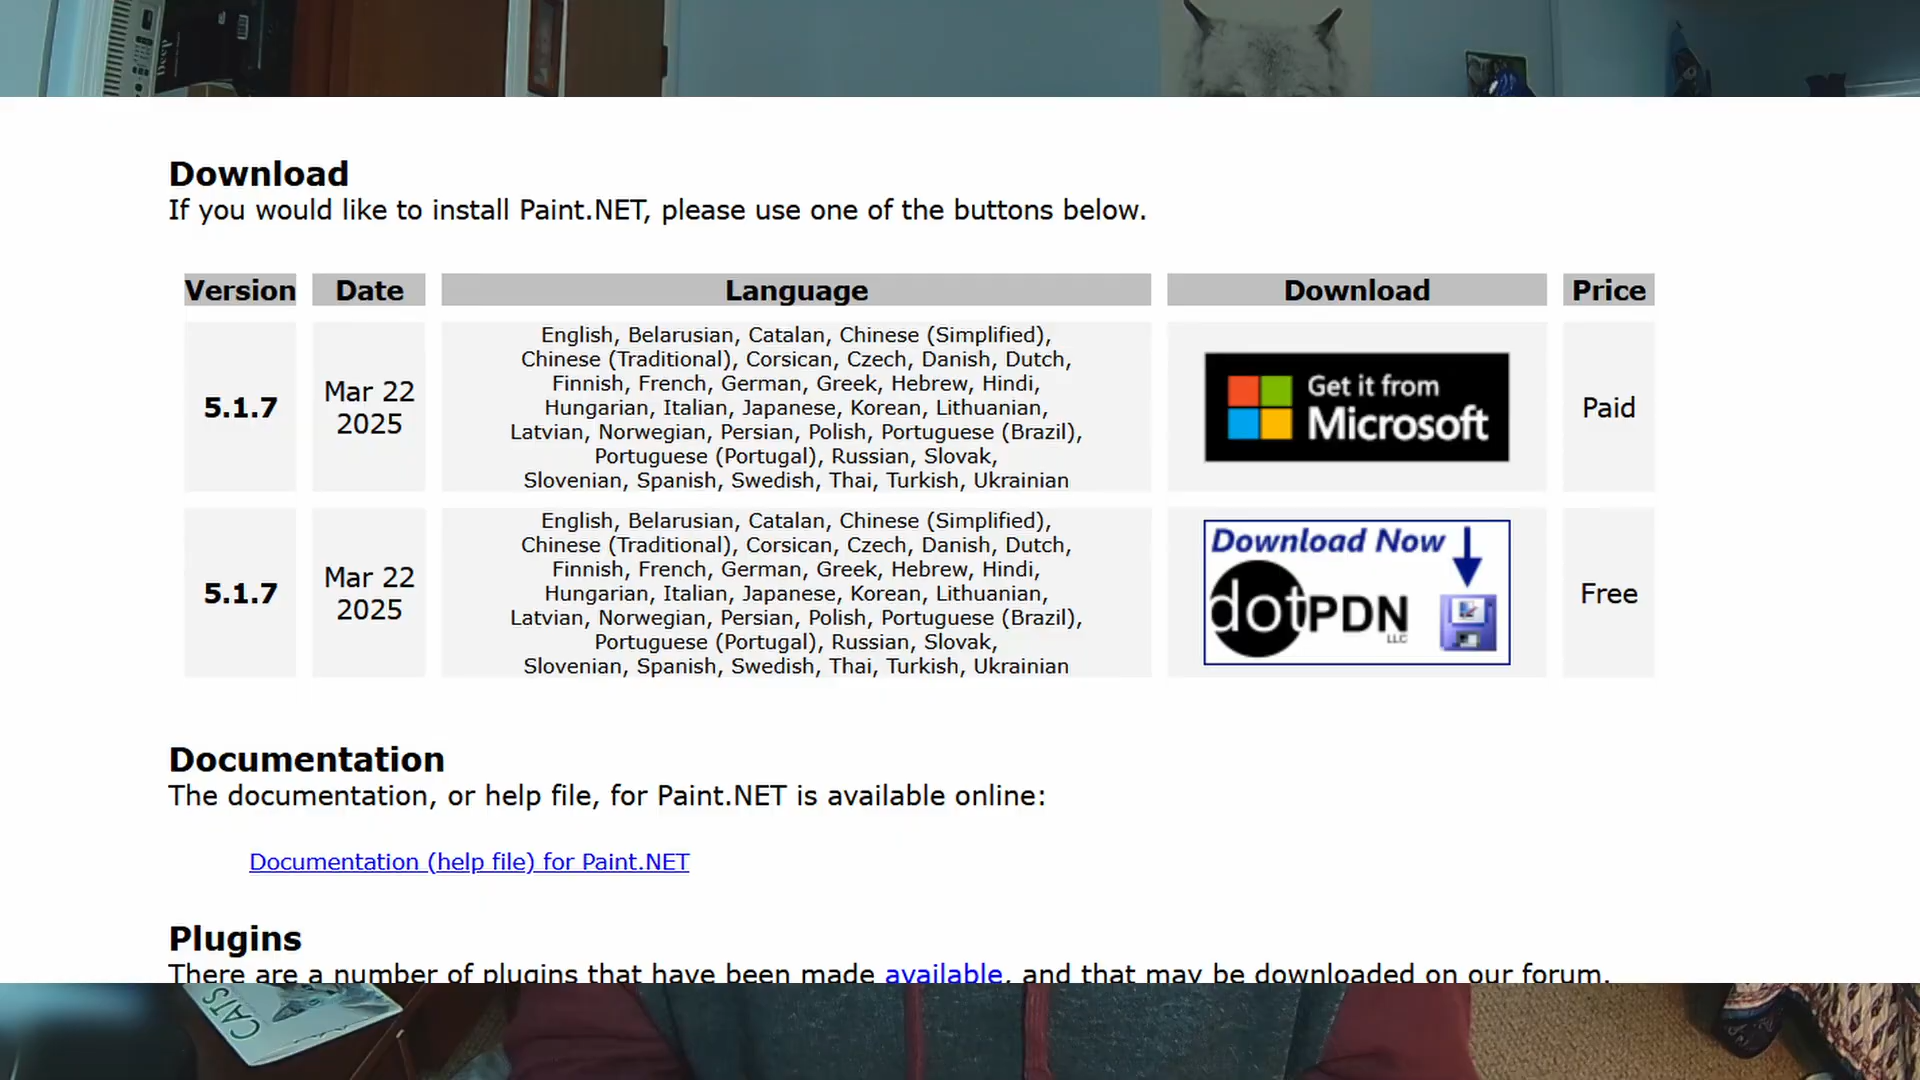 Deep
Download
If you would like to install Paint.NET, please use one of the buttons below.
Version Date Language Download Price
5.1.7
Mar 22
2025
English, Belarusian, Catalan, Chinese (Simplified),
Chinese (Traditional), Corsican, Czech, Danish, Dutch,
Finnish, French, German, Greek, Hebrew, Hindi,
Hungarian, Italian, Japanese, Korean, Lithuanian,
Latvian, Norwegian, Persian, Polish, Portuguese (Brazil),
Portuguese (Portugal), Russian, Slovak,
Slovenian, Spanish, Swedish, Thai, Turkish, Ukrainian
Get it from
Microsoft
Paid
5.1.7
Mar 22
2025
English, Belarusian, Catalan, Chinese (Simplified),
Chinese (Traditional), Corsican, Czech, Danish, Dutch,
Finnish, French, German, Greek, Hebrew, Hindi,
Hungarian, Italian, Japanese, Korean, Lithuanian,
Latvian, Norwegian, Persian, Polish, Portuguese (Brazil),
Portuguese (Portugal), Russian, Slovak,
Slovenian, Spanish, Swedish, Thai, Turkish, Ukrainian
Download Now
dotPDN
LLC
Free
Documentation
The documentation, or help file, for Paint.NET is available online:
Documentation (help file) for Paint.NET
Plugins
There are a number of plugins that have been made available, and that may be downloaded on our forum.
CATS